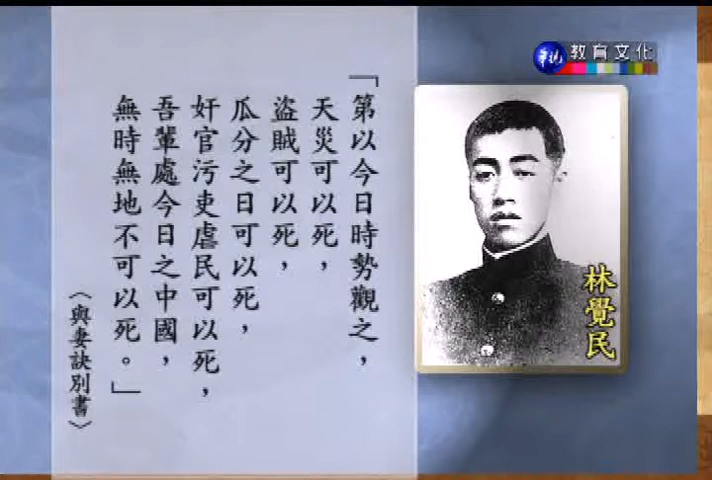 華視 教育文化
「第以今日時勢觀之，
天災可以死，
盜賊可以死，
瓜分之日可以死，
奸官污吏虐民可以死，
吾輩處今日之中國，
無時無地不可以死。」
〈與妻訣別書〉
林覺民